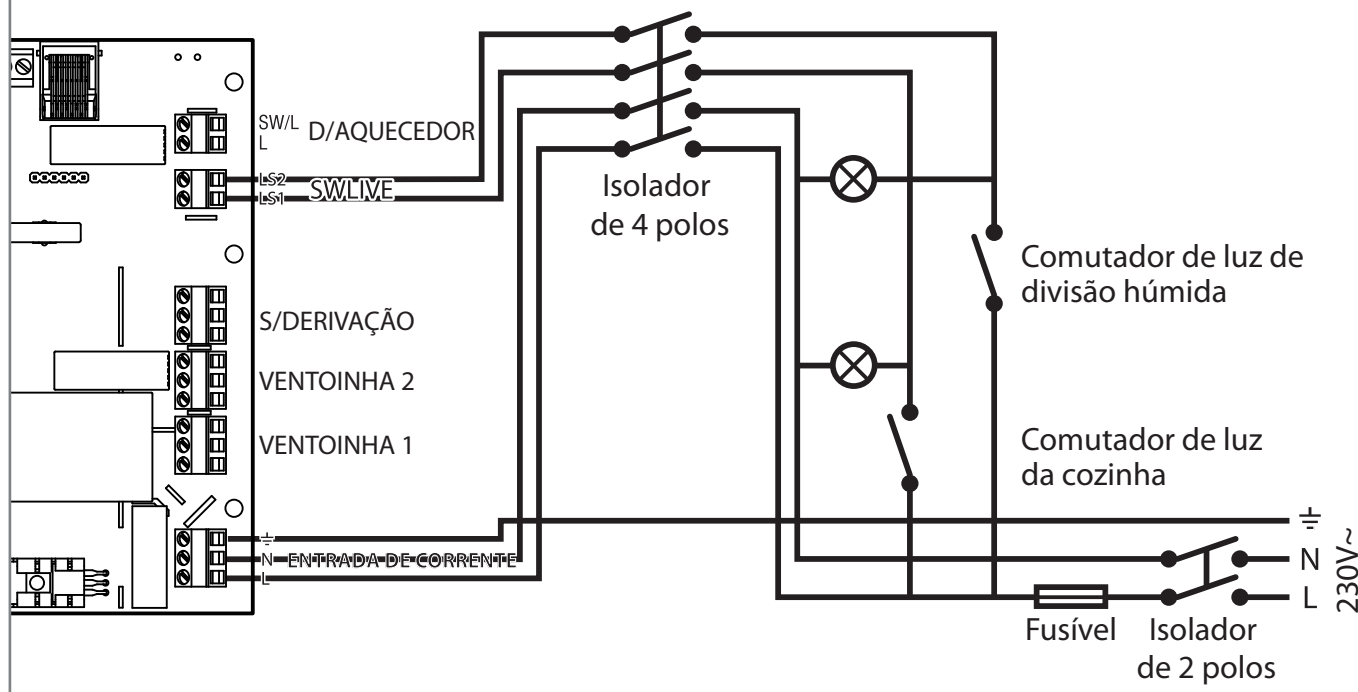 SW/L
L
D/AQUECEDOR
LS2
LS1
SWLIVE
S/DERIVAÇÃO
VENTOINHA 2
VENTOINHA 1
N
L
ENTRADA DE CORRENTE
Isolador
de 4 polos
Comutador de luz de
divisão húmida
Comutador de luz
da cozinha
N
L
230V~
Fusível
Isolador
de 2 polos